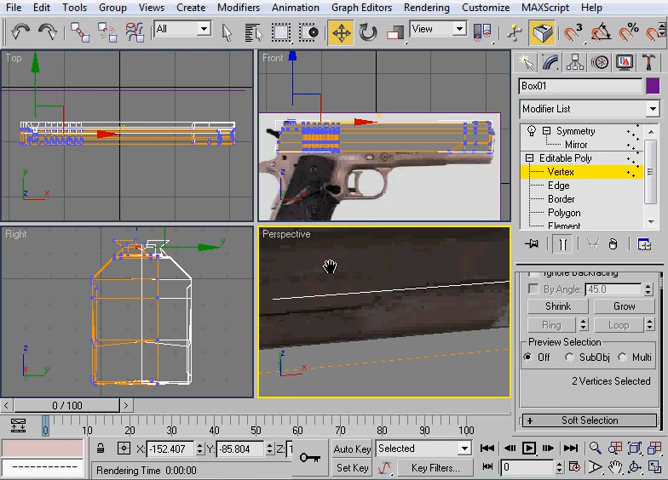 File Edit Tools Group Views Create Modifiers Animation Graph Editors Rendering Customize MAXScript Help
All
View
3
Top
Front
Box01
Modifier List
Symmetry
Mirror
Editable Poly
Vertex
Edge
Border
Polygon
Element
Right
Perspective
Ignore Backfacing
By Angle: 45.0
Shrink Grow
Ring Loop
Preview Selection
Off SubObj Multi
2 Vertices Selected
Soft Selection
0 / 100
0 10 20 30 40 50 60 70 80 90 100
X: -152.407 Y: -85.804 Z:
Auto Key Selected
Set Key Key Filters...
0
Rendering Time 0:00:00